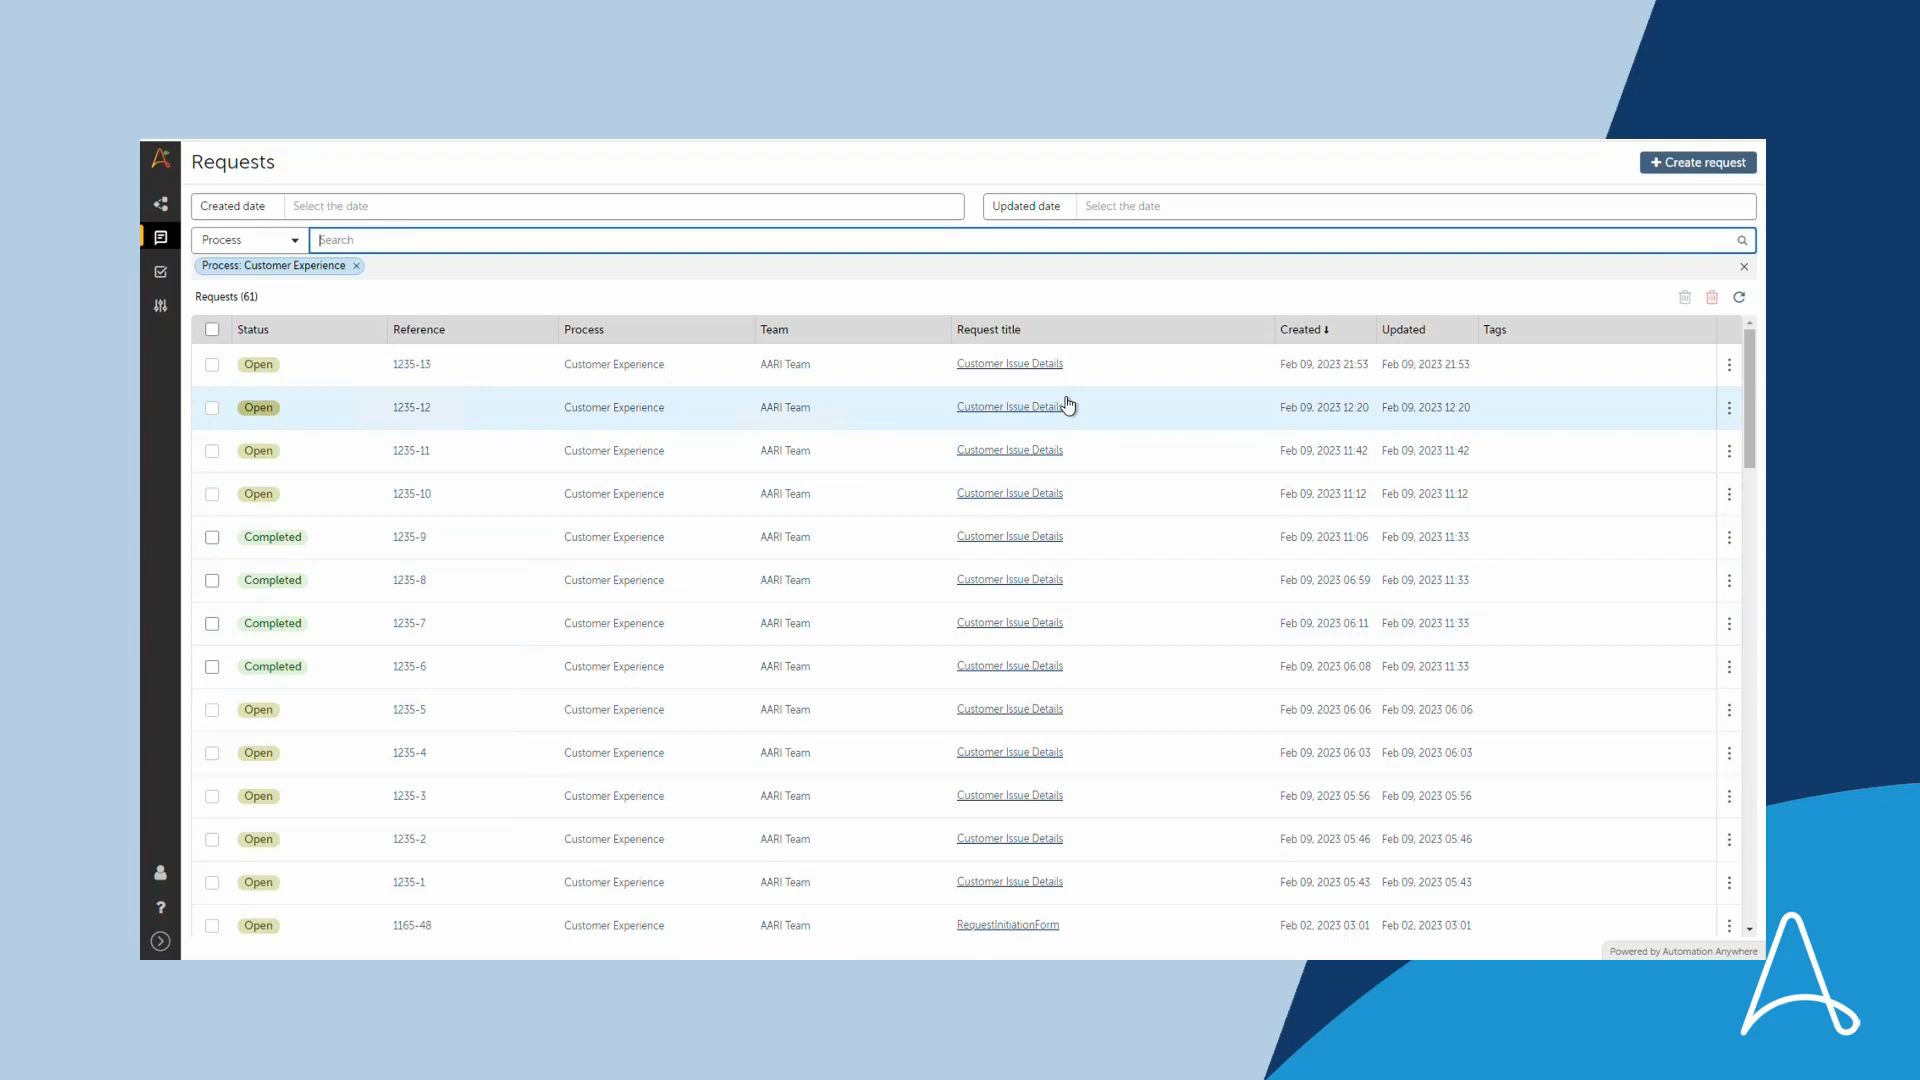 Requests
+ Create request
Created date Select the date Updated date Select the date
Process Search
Process: Customer Experience ×
Requests (61)
Status Reference Process Team Request title Created Updated Tags
Open 1235-13 Customer Experience AARI Team Customer Issue Details Feb 09, 2023 21:53 Feb 09, 2023 21:53
Open 1235-12 Customer Experience AARI Team Customer Issue Details Feb 09, 2023 12:20 Feb 09, 2023 12:20
Open 1235-11 Customer Experience AARI Team Customer Issue Details Feb 09, 2023 11:42 Feb 09, 2023 11:42
Open 1235-10 Customer Experience AARI Team Customer Issue Details Feb 09, 2023 11:12 Feb 09, 2023 11:12
Completed 1235-9 Customer Experience AARI Team Customer Issue Details Feb 09, 2023 11:06 Feb 09, 2023 11:33
Completed 1235-8 Customer Experience AARI Team Customer Issue Details Feb 09, 2023 06:59 Feb 09, 2023 11:33
Completed 1235-7 Customer Experience AARI Team Customer Issue Details Feb 09, 2023 06:11 Feb 09, 2023 11:33
Completed 1235-6 Customer Experience AARI Team Customer Issue Details Feb 09, 2023 06:08 Feb 09, 2023 11:33
Open 1235-5 Customer Experience AARI Team Customer Issue Details Feb 09, 2023 06:06 Feb 09, 2023 06:06
Open 1235-4 Customer Experience AARI Team Customer Issue Details Feb 09, 2023 06:03 Feb 09, 2023 06:03
Open 1235-3 Customer Experience AARI Team Customer Issue Details Feb 09, 2023 05:56 Feb 09, 2023 05:56
Open 1235-2 Customer Experience AARI Team Customer Issue Details Feb 09, 2023 05:46 Feb 09, 2023 05:46
Open 1235-1 Customer Experience AARI Team Customer Issue Details Feb 09, 2023 05:43 Feb 09, 2023 05:43
Open 1165-48 Customer Experience AARI Team RequestInitiationForm Feb 02, 2023 03:01 Feb 02, 2023 03:01
Powered by Automation Anywhere